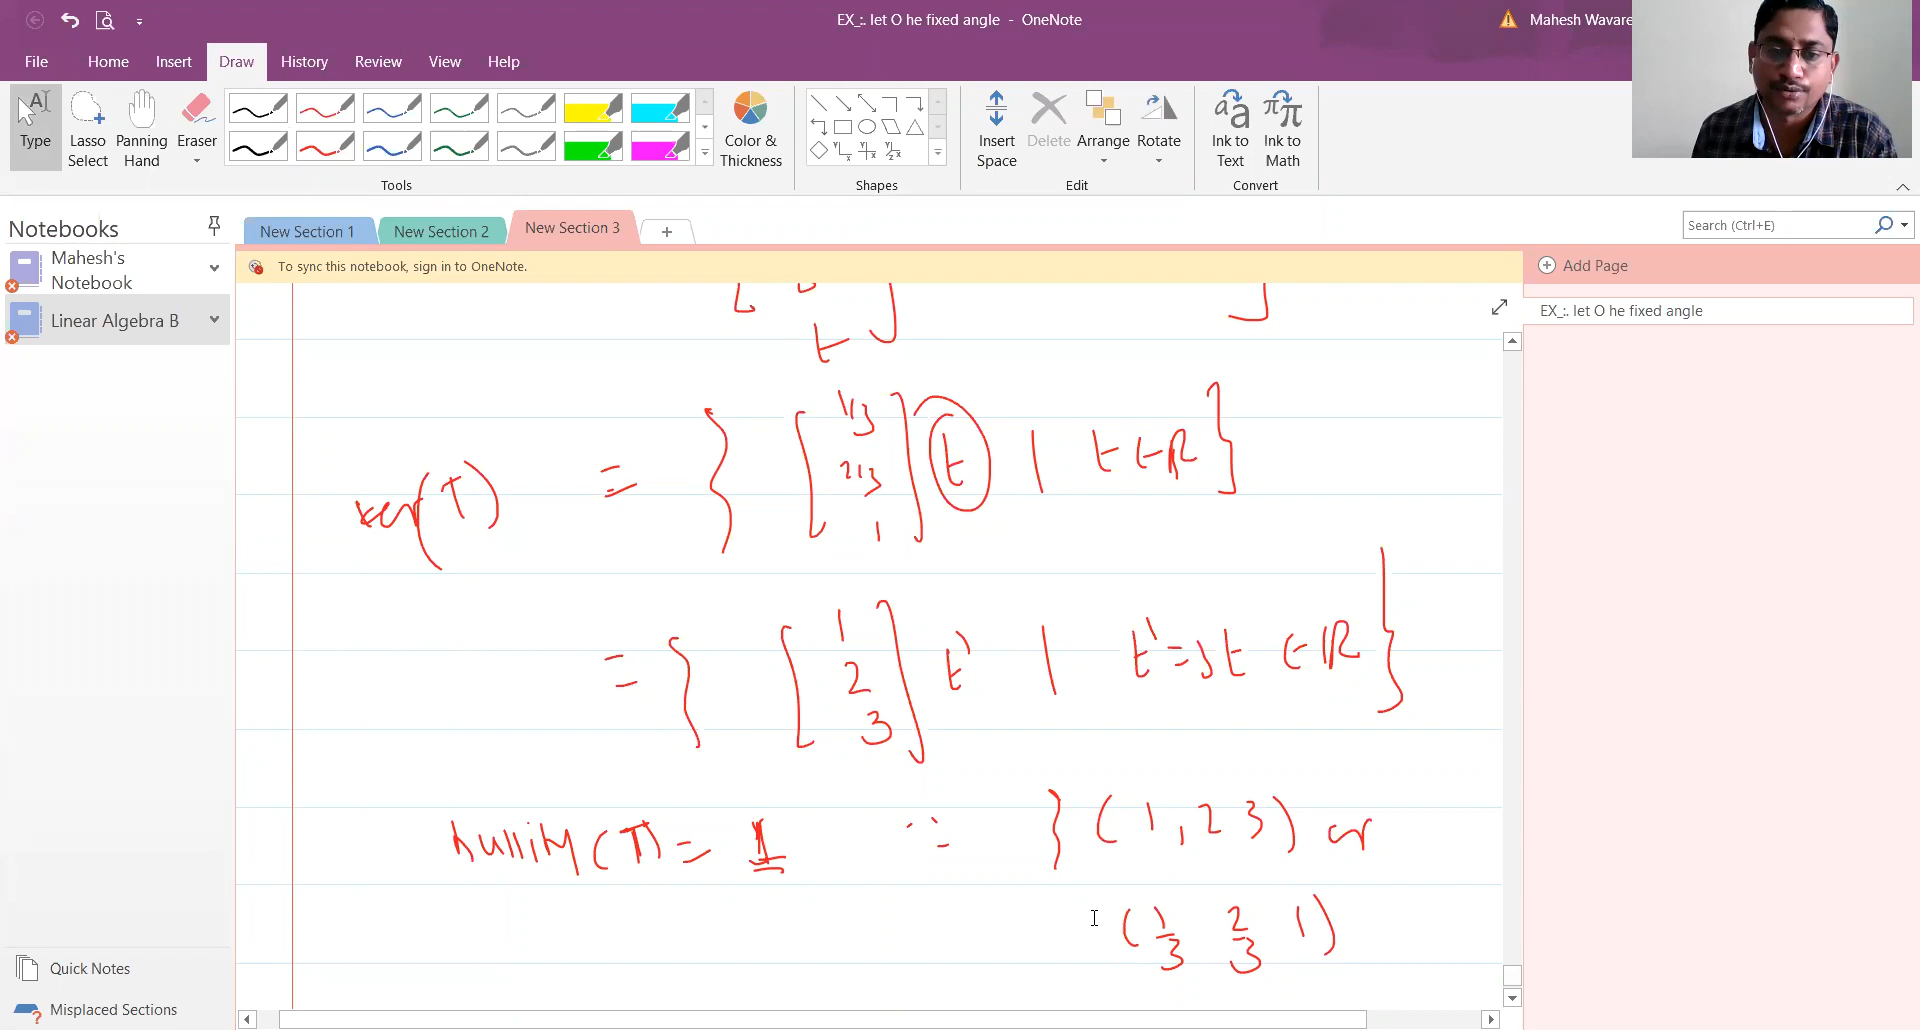 EX_:. let O he fixed angle - OneNote
Mahesh Wavare
File Home Insert Draw History Review View Help
Type
Lasso Select
Panning Hand
Eraser
Color & Thickness
Insert Space
Delete
Arrange
Rotate
Ink to Text
Ink to Math
Tools
Shapes
Edit
Convert
Notebooks
New Section 1
New Section 2
New Section 3
+
Search (Ctrl+E)
Mahesh's Notebook
Linear Algebra B
To sync this notebook, sign in to OneNote.
Add Page
EX_:. let O he fixed angle
t
ker(T) = { [1/3 2/3 1] t | t ∈ R }
= { [1 2 3] t' | t' = 3t ∈ R }
nullity(T) = 1 ∵ { (1, 2 3) or
(1/3 2/3 1)
Quick Notes
Misplaced Sections